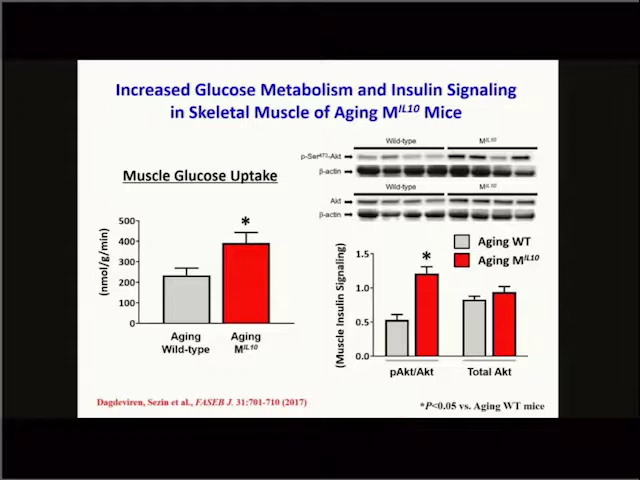 Increased Glucose Metabolism and Insulin Signaling
in Skeletal Muscle of Aging M^IL10 Mice
Muscle Glucose Uptake
(nmol/g/min)
500
400
300
200
100
0
*
Aging
Wild-type
Aging
M^IL10
Wild-type M^IL10
p-Ser^473-Akt
β-actin
Wild-type M^IL10
Akt
β-actin
Aging WT
Aging M^IL10
(Muscle Insulin Signaling)
1.5
1.0
0.5
0.0
*
pAkt/Akt Total Akt
Dagdeviren, Sezin et al., FASEB J. 31:701-710 (2017)
*P<0.05 vs. Aging WT mice